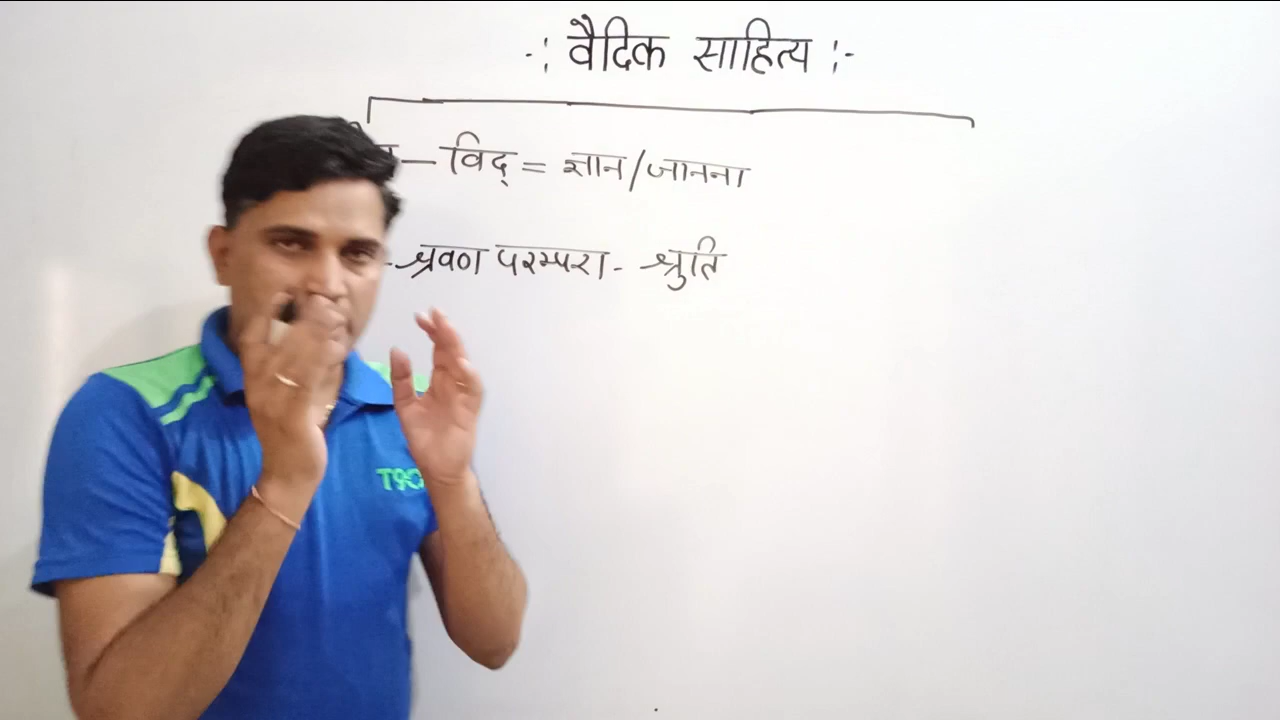 -: वैदिक साहित्य :-
– विद् = ज्ञान/जानना
- श्रवण परम्परा - श्रुति